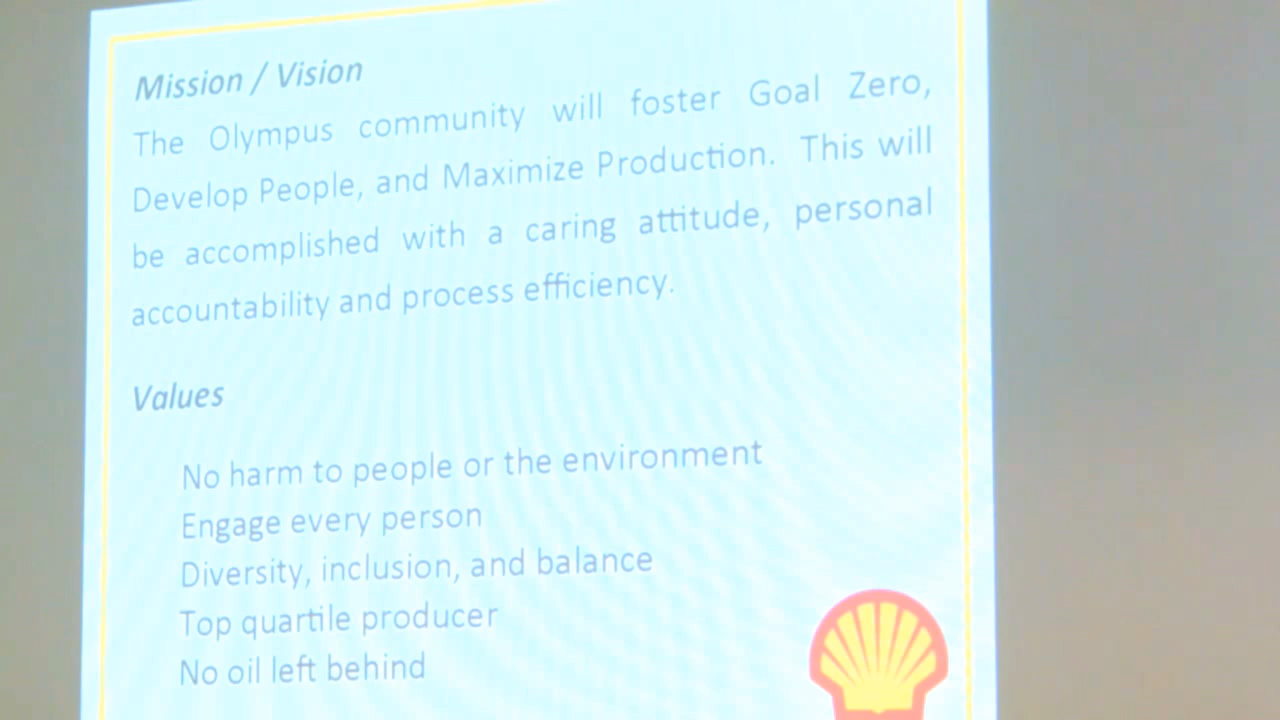 Mission / Vision
The Olympus community will foster Goal Zero,
Develop People, and Maximize Production. This will
be accomplished with a caring attitude, personal
accountability and process efficiency.
Values
No harm to people or the environment
Engage every person
Diversity, inclusion, and balance
Top quartile producer
No oil left behind